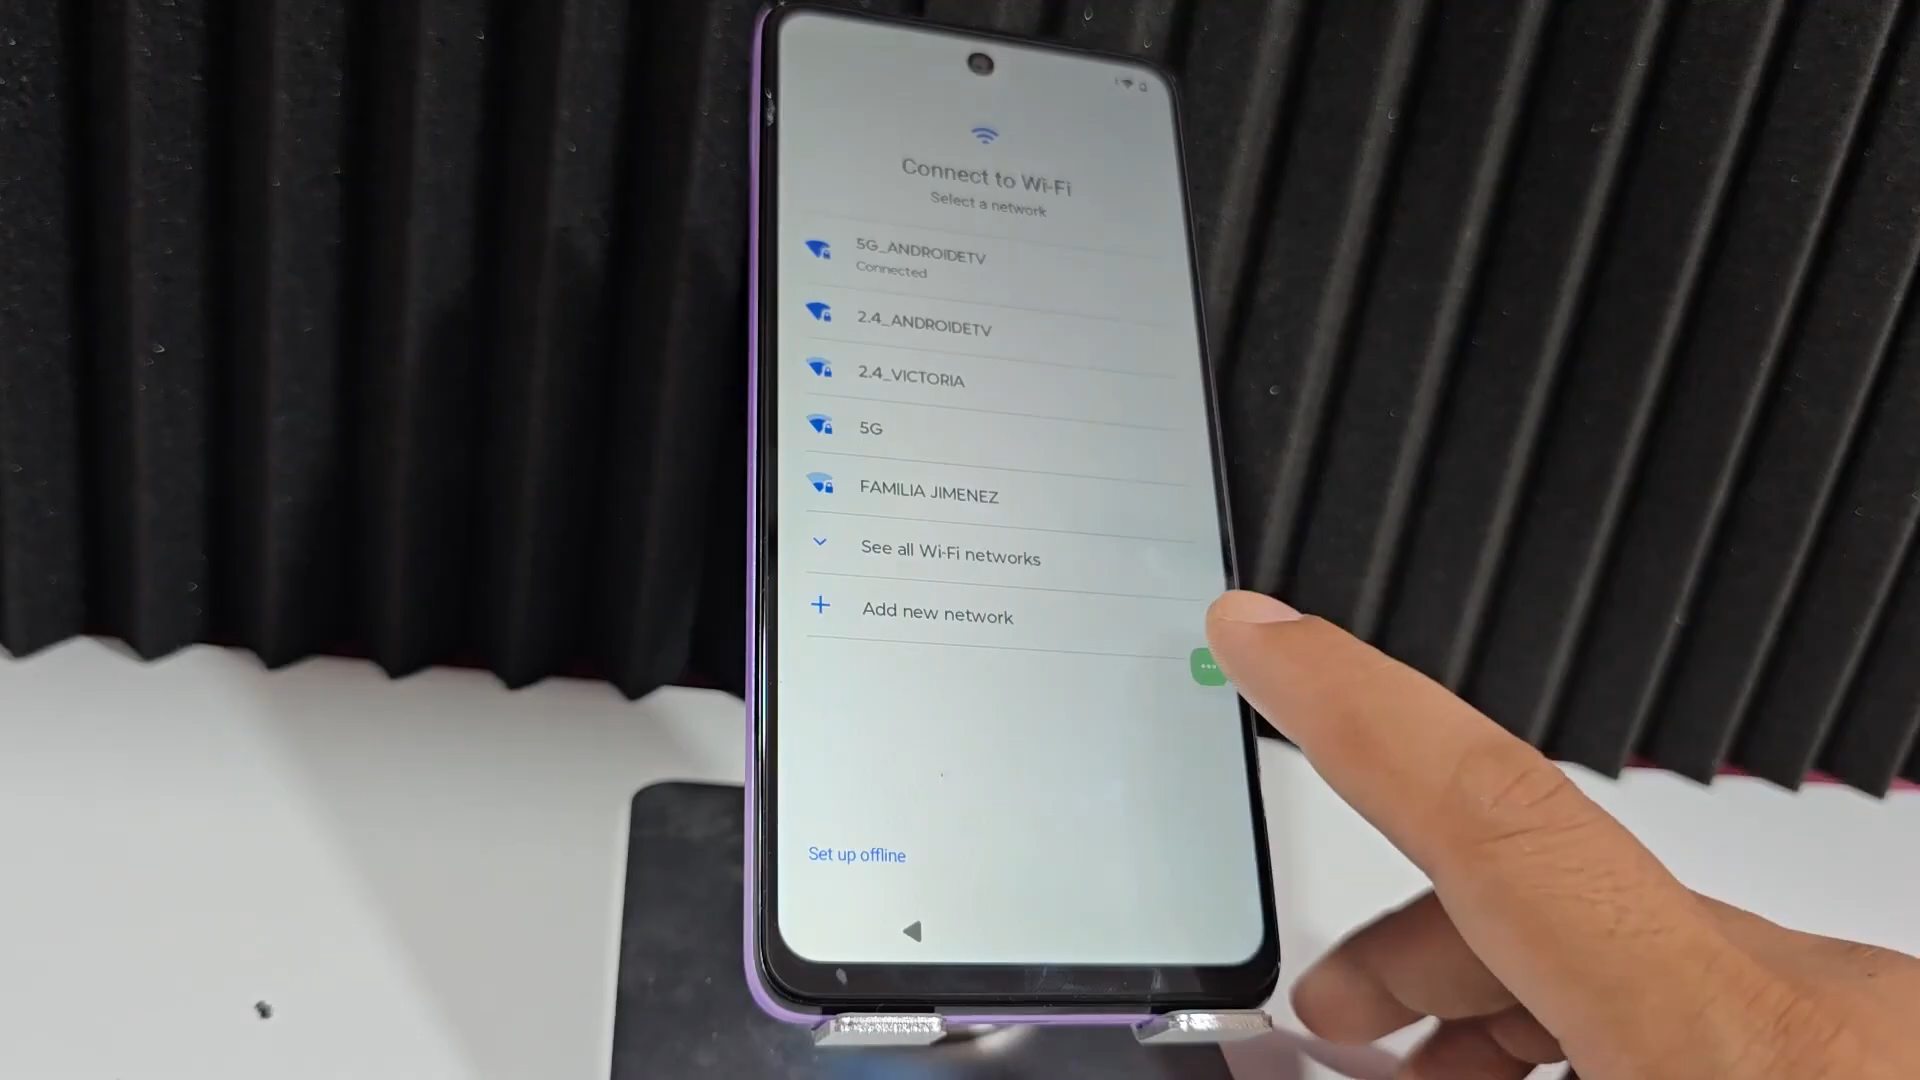 Connect to Wi-Fi
Select a network
5G_ANDROIDETV
Connected
2.4_ANDROIDETV
2.4_VICTORIA
5G
FAMILIA JIMENEZ
See all Wi-Fi networks
Add new network
Set up offline